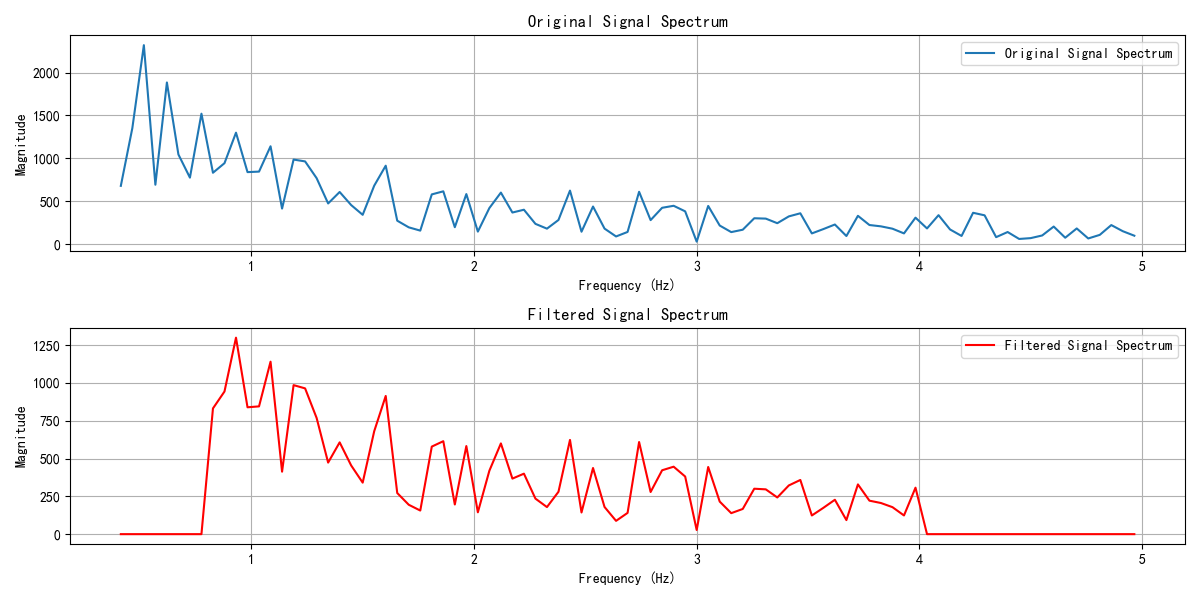 Original Signal Spectrum
Original Signal Spectrum
Magnitude
2000
1500
1000
500
0
1 2 3 4 5
Frequency (Hz)
Filtered Signal Spectrum
Filtered Signal Spectrum
Magnitude
1250
1000
750
500
250
0
1 2 3 4 5
Frequency (Hz)